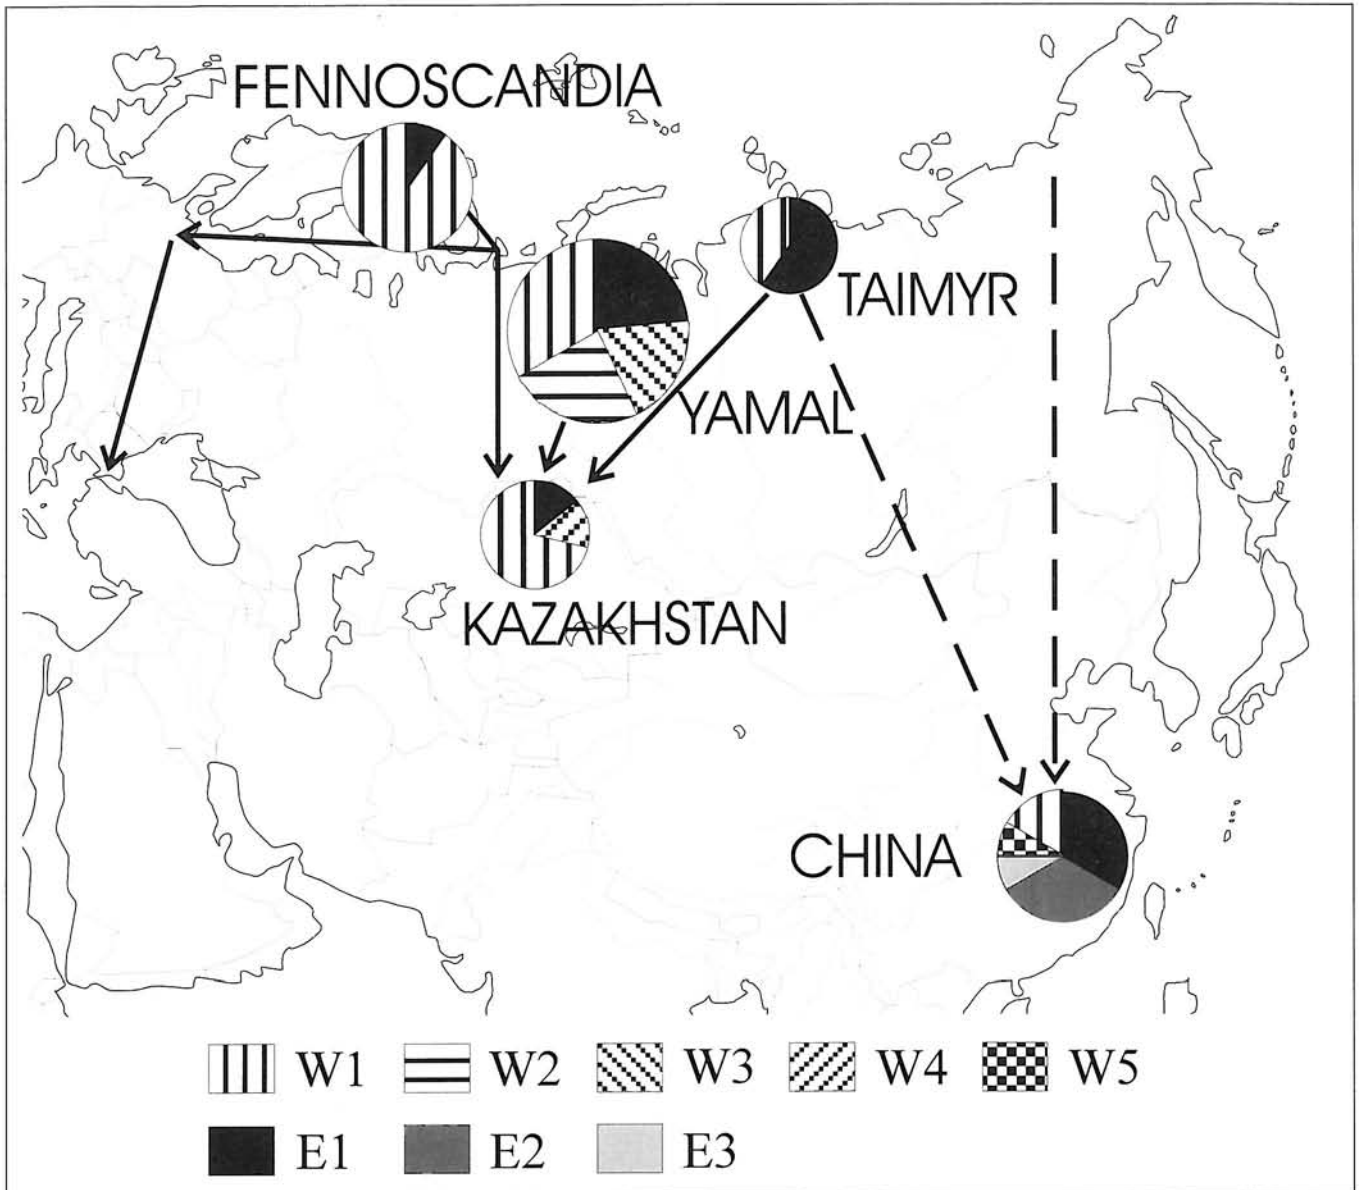 FENNOSCANDIA
TAIMYR
YAMAL
KAZAKHSTAN
CHINA
W1 W2 W3 W4 W5
E1 E2 E3